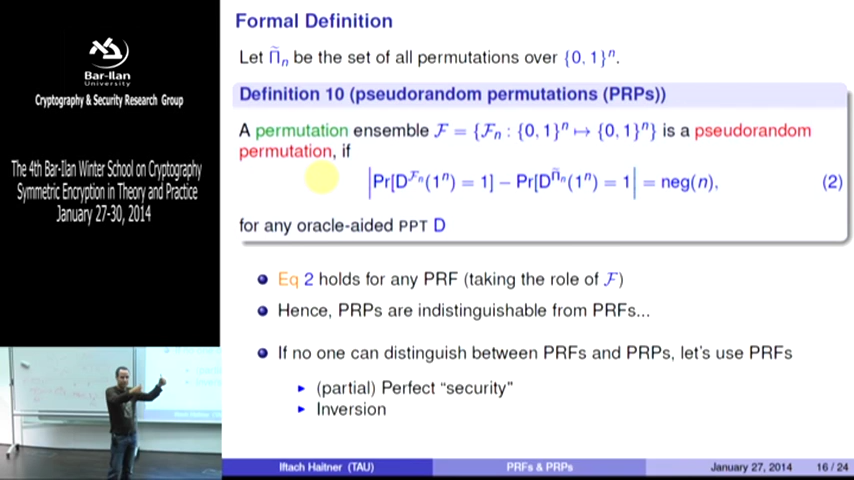 Bar-Ilan
University
Cryptography & Security Research Group
The 4th Bar-Ilan Winter School on Cryptography
Symmetric Encryption in Theory and Practice
January 27-30, 2014
Formal Definition
Let Π̃ₙ be the set of all permutations over {0, 1}ⁿ.
Definition 10 (pseudorandom permutations (PRPs))
A permutation ensemble ℱ = {ℱₙ : {0, 1}ⁿ ↦ {0, 1}ⁿ} is a pseudorandom
permutation, if
|Pr[D^ℱₙ(1ⁿ) = 1] − Pr[D^Π̃ₙ(1ⁿ) = 1| = neg(n), (2)
for any oracle-aided PPT D
• Eq 2 holds for any PRF (taking the role of ℱ)
• Hence, PRPs are indistinguishable from PRFs...
• If no one can distinguish between PRFs and PRPs, let's use PRFs
► (partial) Perfect "security"
► Inversion
Iftach Haitner (TAU) PRFs & PRPs January 27, 2014 16 / 24